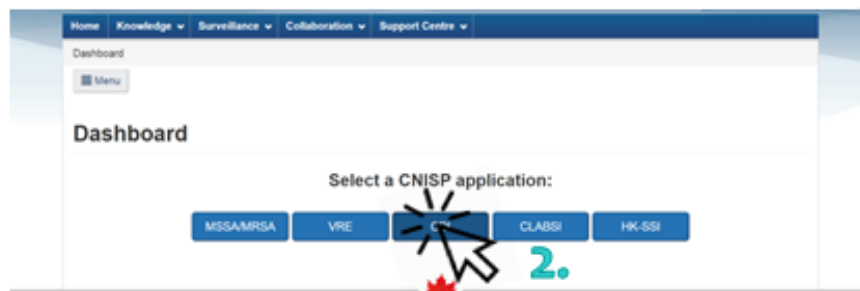 Home Knowledge Surveillance Collaboration Support Centre
Dashboard
Menu
Dashboard
Select a CNISP application:
MSSA/MRSA VRE CLABSI HK-SSI
2.